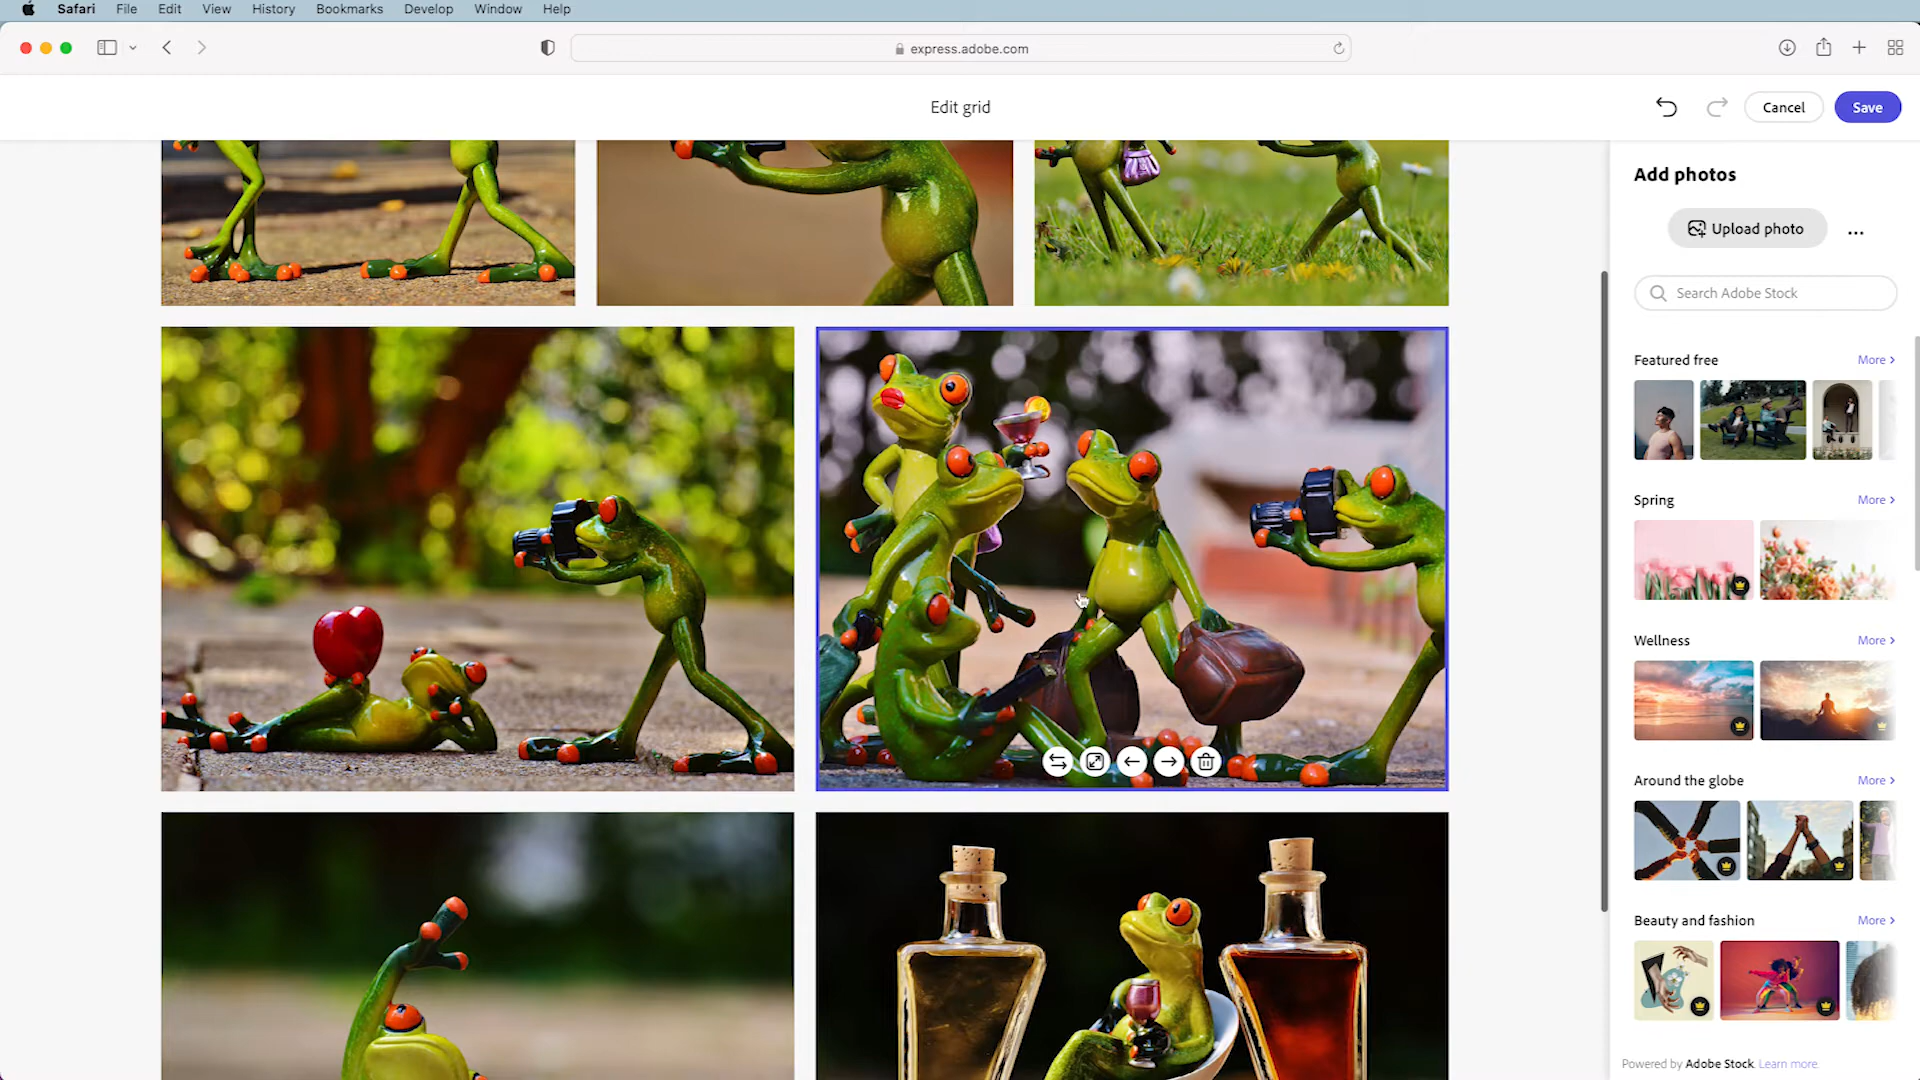 Safari File Edit View History Bookmarks Develop Window Help
express.adobe.com
Edit grid
Cancel
Save
Add photos
Upload photo
...
Search Adobe Stock
Featured free More >
Spring More >
Wellness More >
Around the globe More >
Beauty and fashion More >
Powered by Adobe Stock. Learn more.